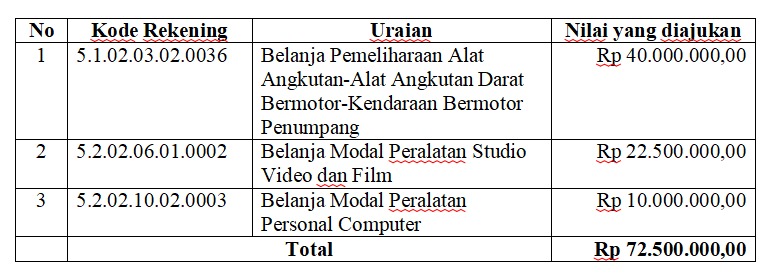 No Kode Rekening Uraian Nilai yang diajukan
1 5.1.02.03.02.0036 Belanja Pemeliharaan Alat Rp 40.000.000,00
Angkutan-Alat Angkutan Darat
Bermotor-Kendaraan Bermotor
Penumpang
2 5.2.02.06.01.0002 Belanja Modal Peralatan Studio Rp 22.500.000,00
Video dan Film
3 5.2.02.10.02.0003 Belanja Modal Peralatan Rp 10.000.000,00
Personal Computer
Total Rp 72.500.000,00